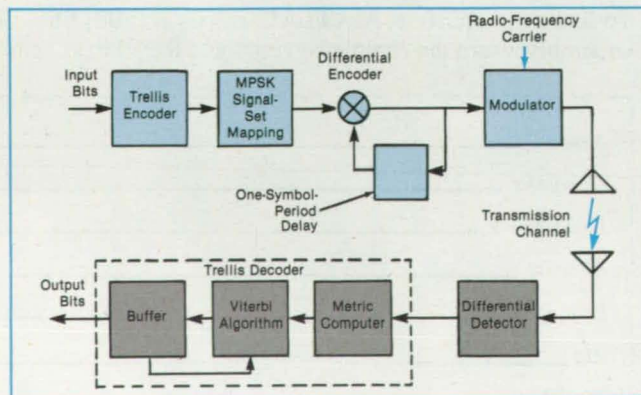 Radio-Frequency
Carrier
Differential
Encoder
Input
Bits
Trellis
Encoder
MPSK
Signal-
Set
Mapping
Modulator
One-Symbol-
Period
Delay
Transmission
Channel
Trellis Decoder
Output
Bits
Buffer
Viterbi
Algorithm
Metric
Computer
Differential
Detector